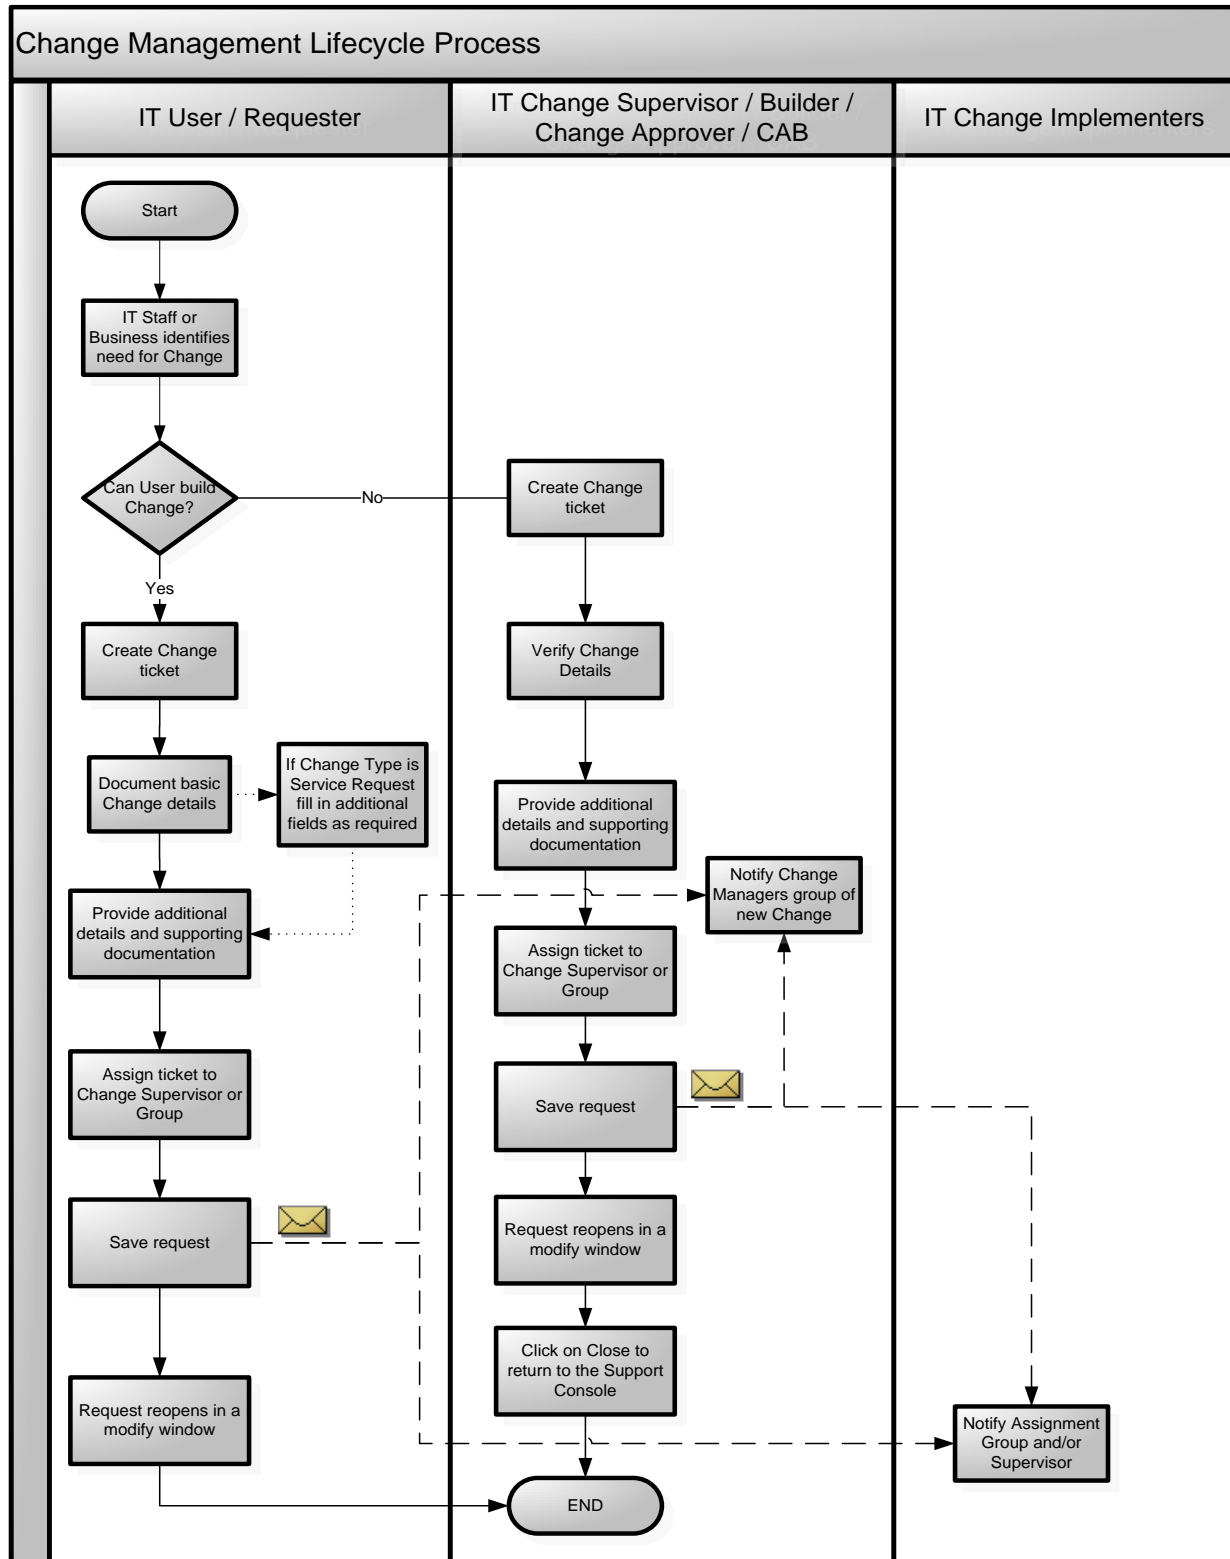 Change Management Lifecycle Process
IT User / Requester
IT Change Supervisor / Builder /
Change Approver / CAB
IT Change Implementers
Start
IT Staff or
Business identifies
need for Change
Can User build
Change?
No
Yes
Create Change
ticket
Document basic
Change details
If Change Type is
Service Request
fill in additional
fields as required
Provide additional
details and supporting
documentation
Assign ticket to
Change Supervisor or
Group
Save request
Request reopens in a
modify window
Create Change
ticket
Verify Change
Details
Provide additional
details and supporting
documentation
Notify Change
Managers group of
new Change
Assign ticket to
Change Supervisor or
Group
Save request
Request reopens in a
modify window
Click on Close to
return to the Support
Console
END
Notify Assignment
Group and/or
Supervisor